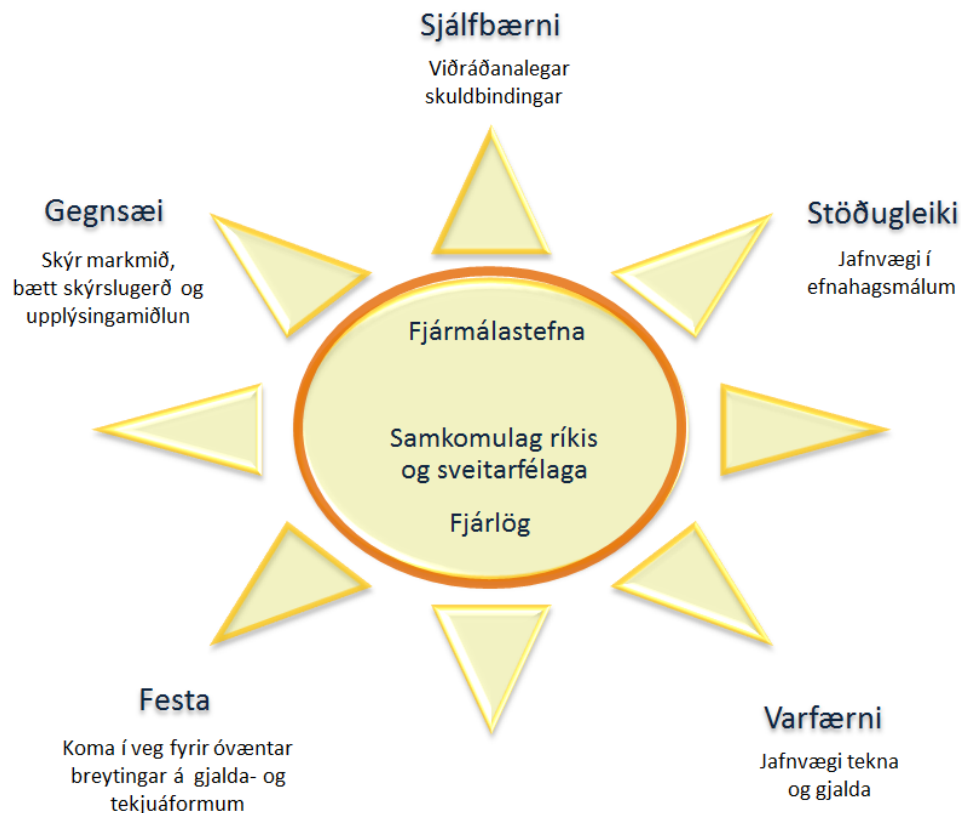 Sjálfbærni
Viðráðanalegar
skuldbindingar
Gegnsæi
Skýr markmið,
bætt skýrslugerð og
upplýsingamiðlun
Stöðugleiki
Jafnvægi í
efnahagsmálum
Fjármálastefna
Samkomulag ríkis
og sveitarfélaga
Fjárlög
Festa
Koma í veg fyrir óvæntar
breytingar á gjalda- og
tekjuáformum
Varfærni
Jafnvægi tekna
og gjalda